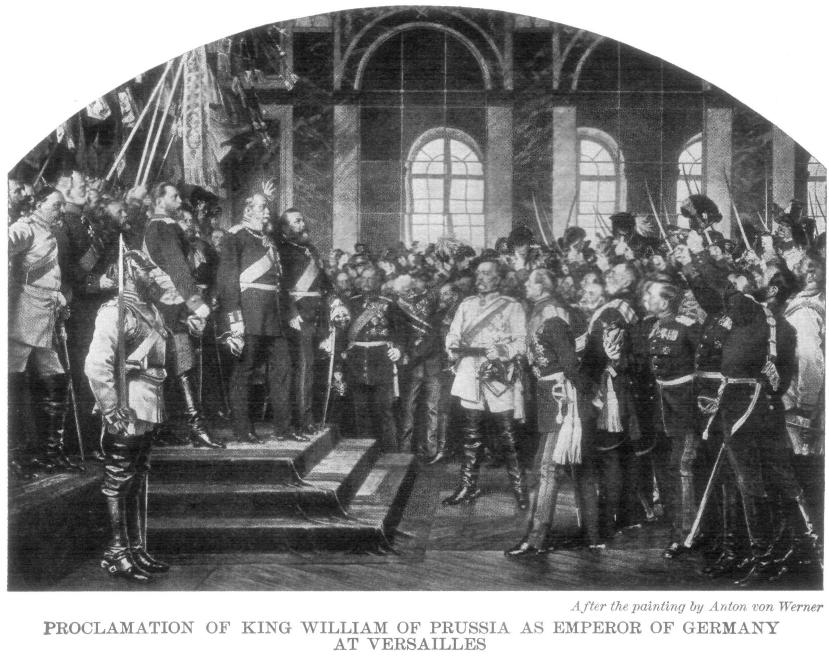 After the painting by Anton von Werner
PROCLAMATION OF KING WILLIAM OF PRUSSIA AS EMPEROR OF GERMANY
AT VERSAILLES